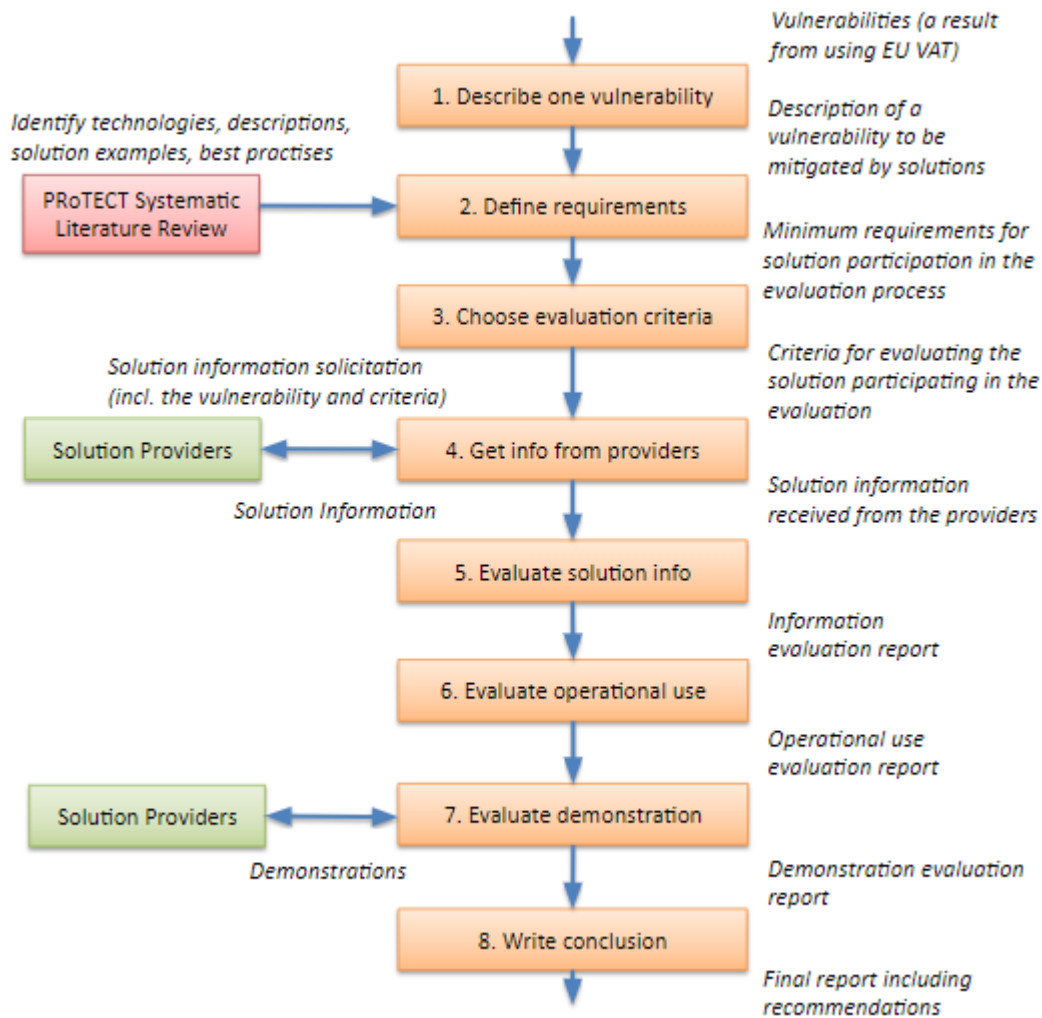 Vulnerabilities (a result
from using EU VAT)
1. Describe one vulnerability
Identify technologies, descriptions,
solution examples, best practises
Description of a
vulnerability to be
mitigated by solutions
PRoTECT Systematic
Literature Review
2. Define requirements
Minimum requirements for
solution participation in the
evaluation process
3. Choose evaluation criteria
Solution information solicitation
(incl. the vulnerability and criteria)
Criteria for evaluating the
solution participating in the
evaluation
Solution Providers
4. Get info from providers
Solution Information
Solution information
received from the providers
5. Evaluate solution info
Information
evaluation report
6. Evaluate operational use
Operational use
evaluation report
Solution Providers
7. Evaluate demonstration
Demonstrations
Demonstration evaluation
report
8. Write conclusion
Final report including
recommendations